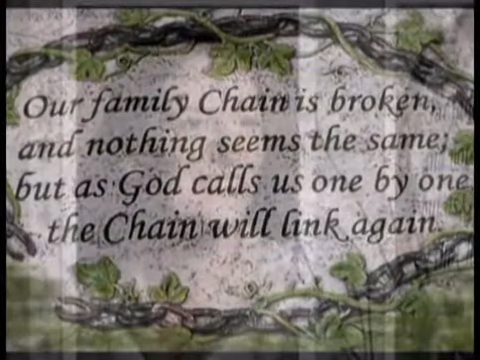 Our family Chain is broken,
and nothing seems the same;
but as God calls us one by one
the Chain will link again.